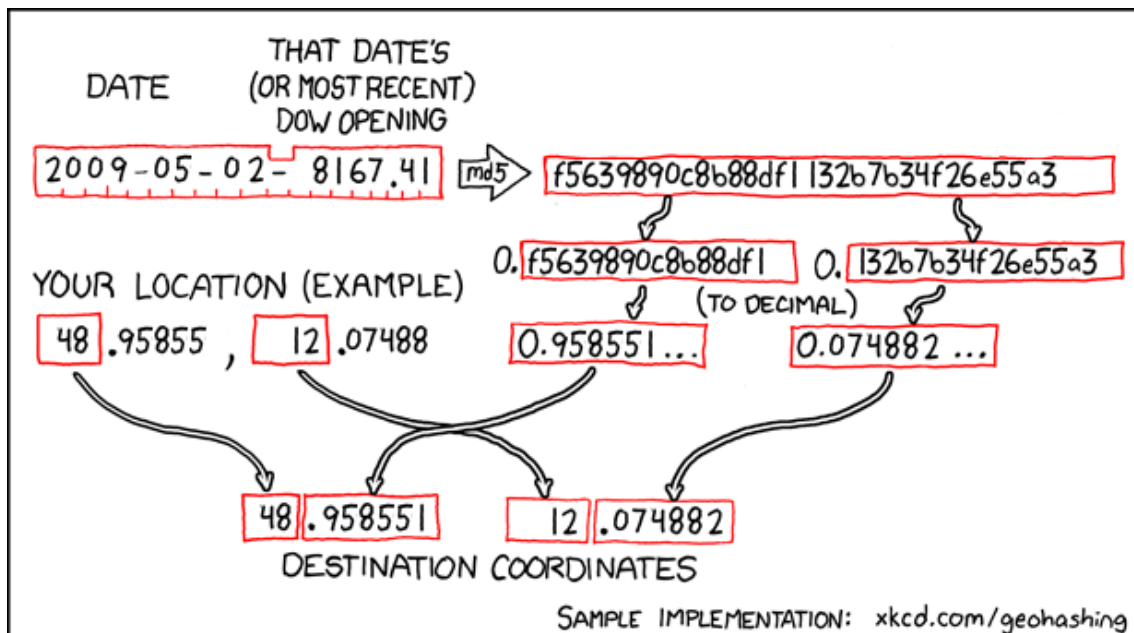 DATE
THAT DATE'S
(OR MOST RECENT)
DOW OPENING
2009-05-02-8167.41
md5
f5639890c8b88df1132b7b34f26e55a3
0.f5639890c8b88df1
0.132b7b34f26e55a3
(TO DECIMAL)
YOUR LOCATION (EXAMPLE)
48.95855, 12.07488
0.958551...
0.074882...
48.958551
12.074882
DESTINATION COORDINATES
SAMPLE IMPLEMENTATION: xkcd.com/geohashing